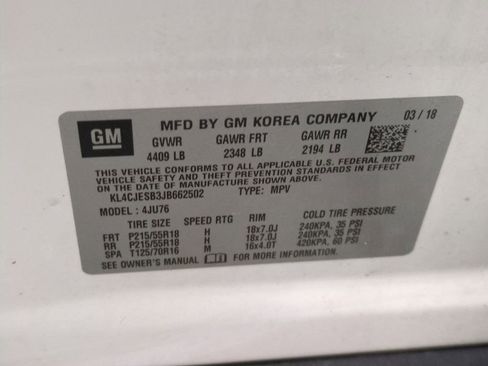 GM
MFD BY GM KOREA COMPANY 03/18
GVWR GAWR FRT GAWR RR
4409 LB 2348 LB 2194 LB
THIS VEHICLE CONFORMS TO ALL APPLICABLE U.S. FEDERAL MOTOR
VEHICLE SAFETY AND THEFT PREVENTION STANDARDS IN EFFECT
ON THE DATE OF MANUFACTURE SHOWN ABOVE.
KL4CJESB3JB662502 TYPE: MPV
MODEL: 4JU76
TIRE SIZE SPEED RTG RIM COLD TIRE PRESSURE
FRT P215/55R18 H 18x7.0J 240KPA, 35 PSI
RR P215/55R18 H 18x7.0J 240KPA, 35 PSI
SPA T125/70R16 M 16x4.0T 420KPA, 60 PSI
SEE OWNER'S MANUAL